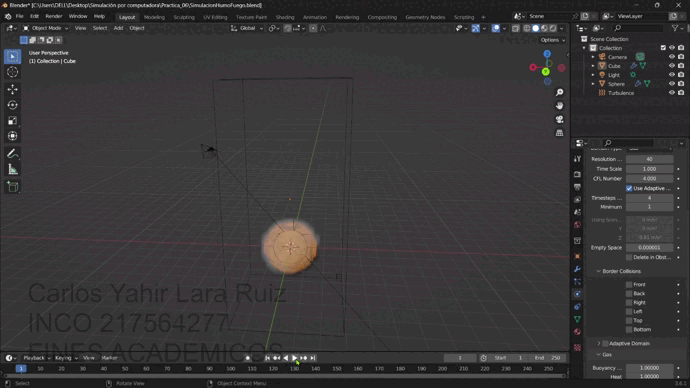 Blender* [C:\Users\DELL\Desktop\Simulación por computadora\Practica_06\SimulacionHumoFuego.blend]
File Edit Render Window Help Layout Modeling Sculpting UV Editing Texture Paint Shading Animation Rendering Compositing Geometry Nodes Scripting + Scene ViewLayer
Object Mode View Select Add Object Global
Options
User Perspective
(1) Collection | Cube
Z
X
Y
Scene Collection
Collection
Camera
Cube
Light
Sphere
Turbulence
Resolution ... 40
Time Scale 1.000
CFL Number 4.000
Use Adaptive ...
Timesteps ... 4
Minimum 1
Y
Z
Empty Space 0.000001
Delete in Obst...
Border Collisions
Front
Back
Right
Left
Top
Bottom
Adaptive Domain
Gas
Buoyancy ... 1.00000
Heat 1.00000
Carlos Yahir Lara Ruiz
INCO 217564277
FINES ACADEMICOS
Playback Keying View Marker 1 Start 1 End 250
1 10 20 30 40 50 60 70 80 90 100 110 120 130 140 150 160 170 180 190 200 210 220 230 240 250
Select Rotate View Object Context Menu 3.6.1